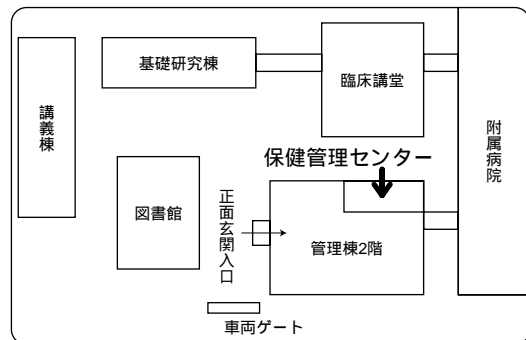 基礎研究棟
臨床講堂
講義棟
附属病院
保健管理センター
図書館
正面玄関入口
管理棟2階
車両ゲート